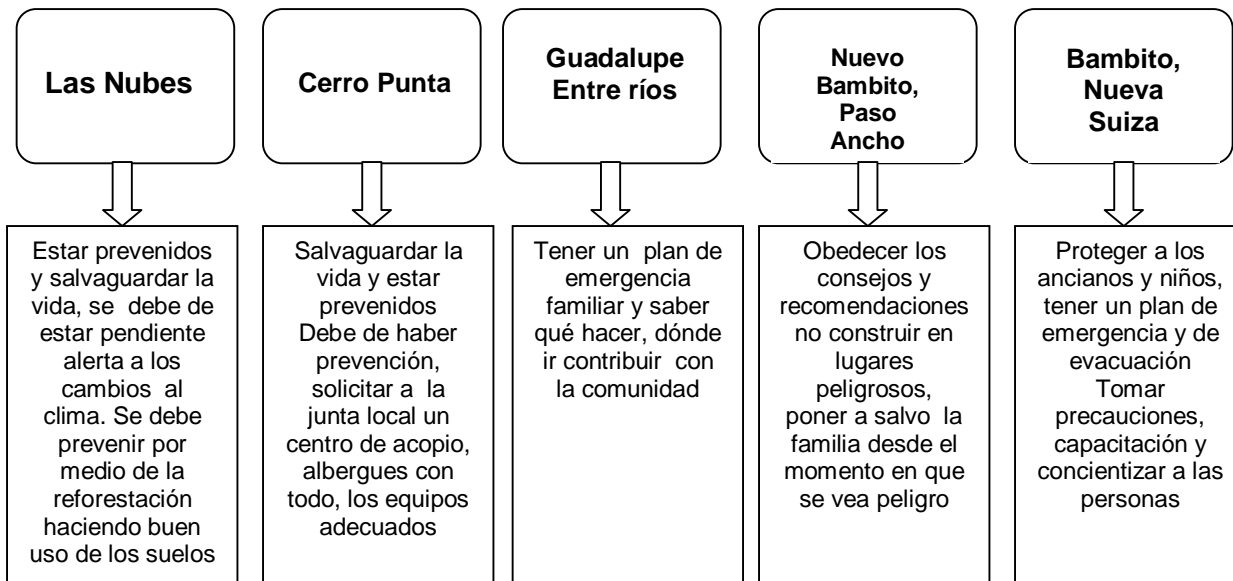 Las Nubes
Estar prevenidos
y salvaguardar la
vida, se debe de
estar pendiente
alerta a los
cambios al
clima. Se debe
prevenir por
medio de la
reforestación
haciendo buen
uso de los suelos
Cerro Punta
Salvaguardar la
vida y estar
prevenidos
Debe de haber
prevención,
solicitar a la
junta local un
centro de acopio,
albergues con
todo, los equipos
adecuados
Guadalupe
Entre ríos
Tener un plan de
emergencia
familiar y saber
qué hacer, dónde
ir contribuir con
la comunidad
Nuevo
Bambito,
Paso
Ancho
Obedecer los
consejos y
recomendaciones
no construir en
lugares
peligrosos,
poner a salvo la
familia desde el
momento en que
se vea peligro
Bambito,
Nueva
Suiza
Proteger a los
ancianos y niños,
tener un plan de
emergencia y de
evacuación
Tomar
precauciones,
capacitación y
concientizar a las
personas